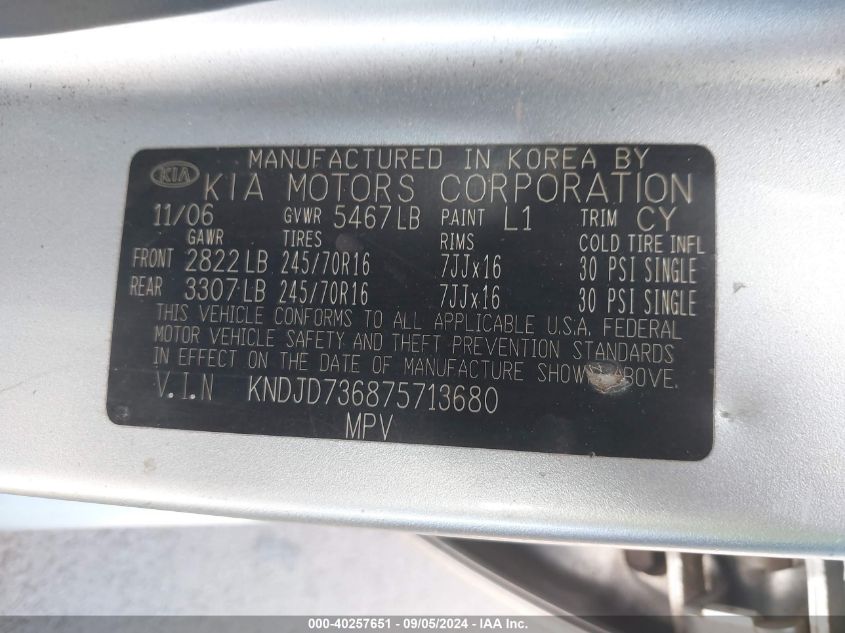 MANUFACTURED IN KOREA BY
KIA KIA MOTORS CORPORATION
11/06 GVWR 5467LB PAINT L1 TRIM CY
GAWR TIRES RIMS COLD TIRE INFL
FRONT 2822LB 245/70R16 7JJx16 30 PSI SINGLE
REAR 3307LB 245/70R16 7JJx16 30 PSI SINGLE
THIS VEHICLE CONFORMS TO ALL APPLICABLE U.S.A. FEDERAL
MOTOR VEHICLE SAFETY AND THEFT PREVENTION STANDARDS
IN EFFECT ON THE DATE OF MANUFACTURE SHOWN ABOVE.
V.I.N KNDJD736875713680
MPV
000-40257651 - 09/05/2024 - IAA Inc.